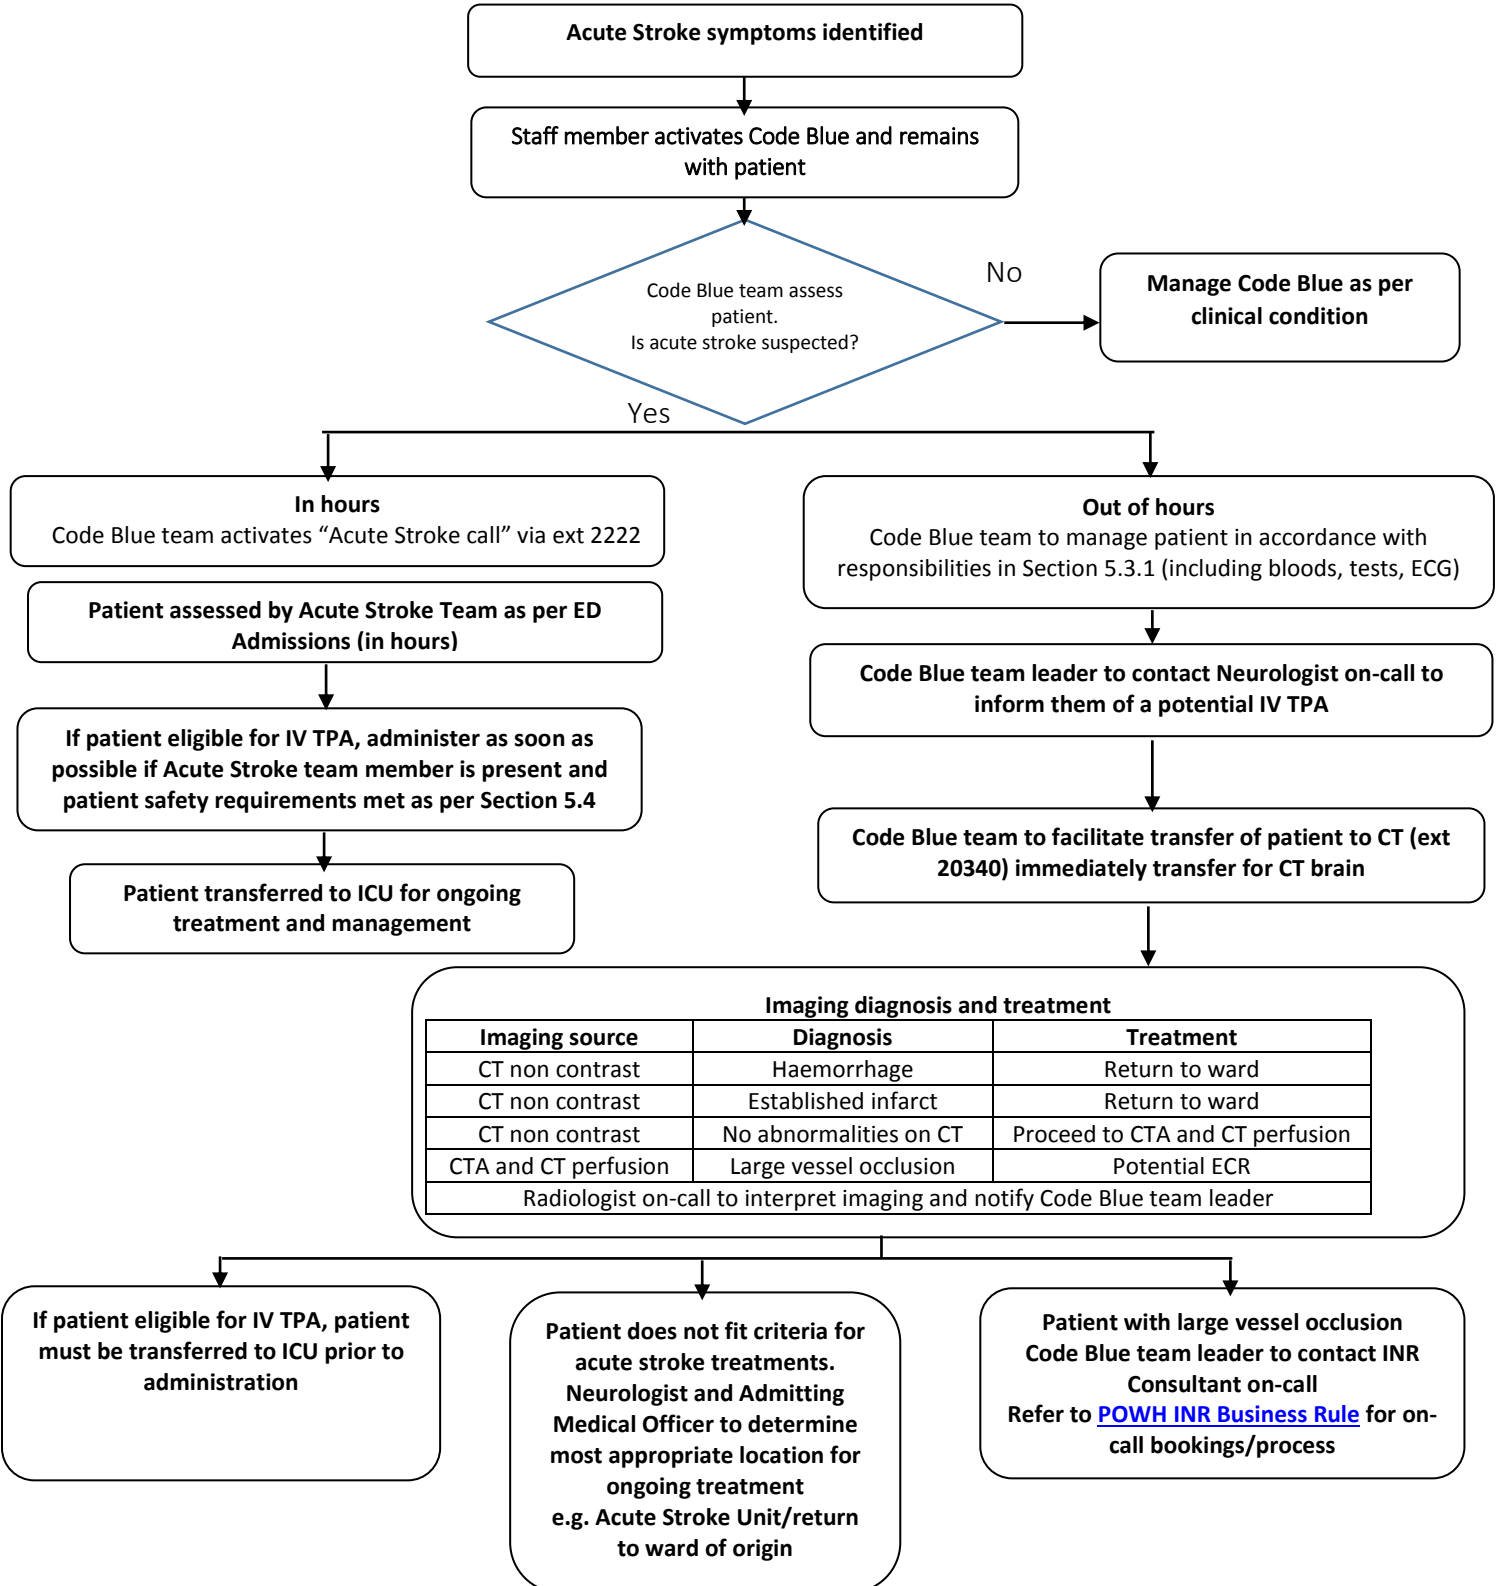 Acute Stroke symptoms identified
Staff member activates Code Blue and remains
with patient
Code Blue team assess
patient.
Is acute stroke suspected?
No
Manage Code Blue as per
clinical condition
Yes
In hours
Code Blue team activates “Acute Stroke call” via ext 2222
Patient assessed by Acute Stroke Team as per ED
Admissions (in hours)
If patient eligible for IV TPA, administer as soon as
possible if Acute Stroke team member is present and
patient safety requirements met as per Section 5.4
Patient transferred to ICU for ongoing
treatment and management
Out of hours
Code Blue team to manage patient in accordance with
responsibilities in Section 5.3.1 (including bloods, tests, ECG)
Code Blue team leader to contact Neurologist on-call to
inform them of a potential IV TPA
Code Blue team to facilitate transfer of patient to CT (ext
20340) immediately transfer for CT brain
Imaging diagnosis and treatment
Imaging source Diagnosis Treatment
CT non contrast Haemorrhage Return to ward
CT non contrast Established infarct Return to ward
CT non contrast No abnormalities on CT Proceed to CTA and CT perfusion
CTA and CT perfusion Large vessel occlusion Potential ECR
Radiologist on-call to interpret imaging and notify Code Blue team leader
If patient eligible for IV TPA, patient
must be transferred to ICU prior to
administration
Patient does not fit criteria for
acute stroke treatments.
Neurologist and Admitting
Medical Officer to determine
most appropriate location for
ongoing treatment
e.g. Acute Stroke Unit/return
to ward of origin
Patient with large vessel occlusion
Code Blue team leader to contact INR
Consultant on-call
Refer to POWH INR Business Rule for on-
call bookings/process